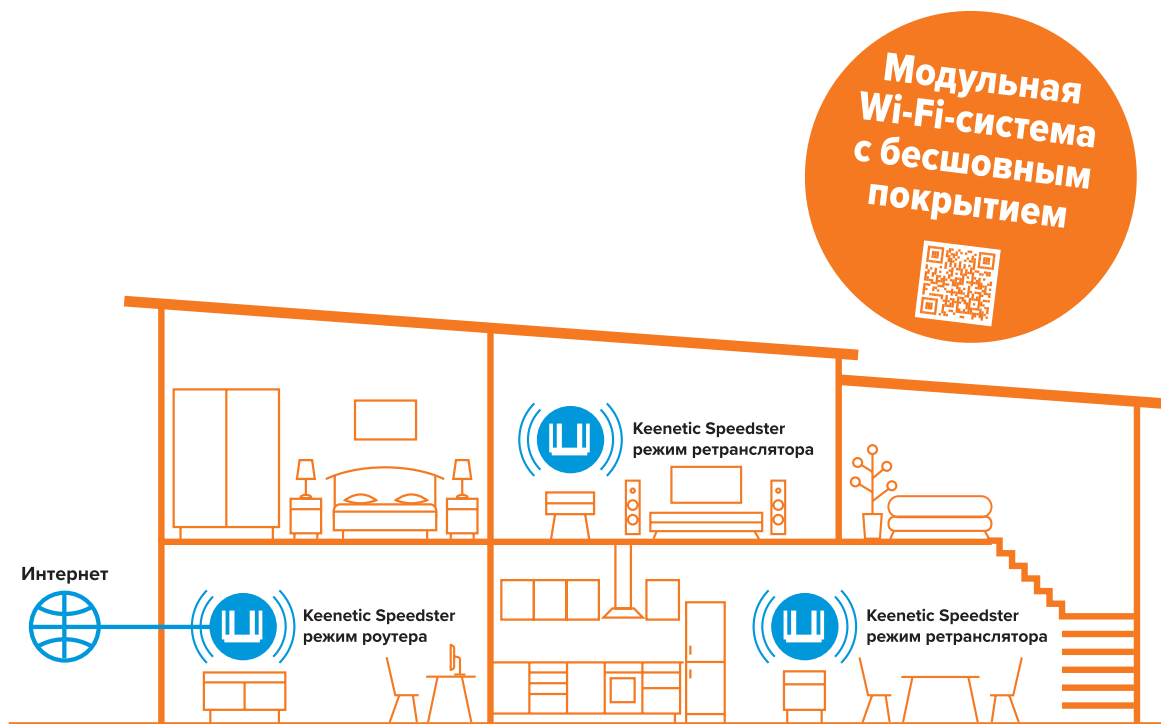 Модульная
Wi-Fi-система
с бесшовным
покрытием
Keenetic Speedster
режим ретранслятора
Интернет
Keenetic Speedster
режим роутера
Keenetic Speedster
режим ретранслятора